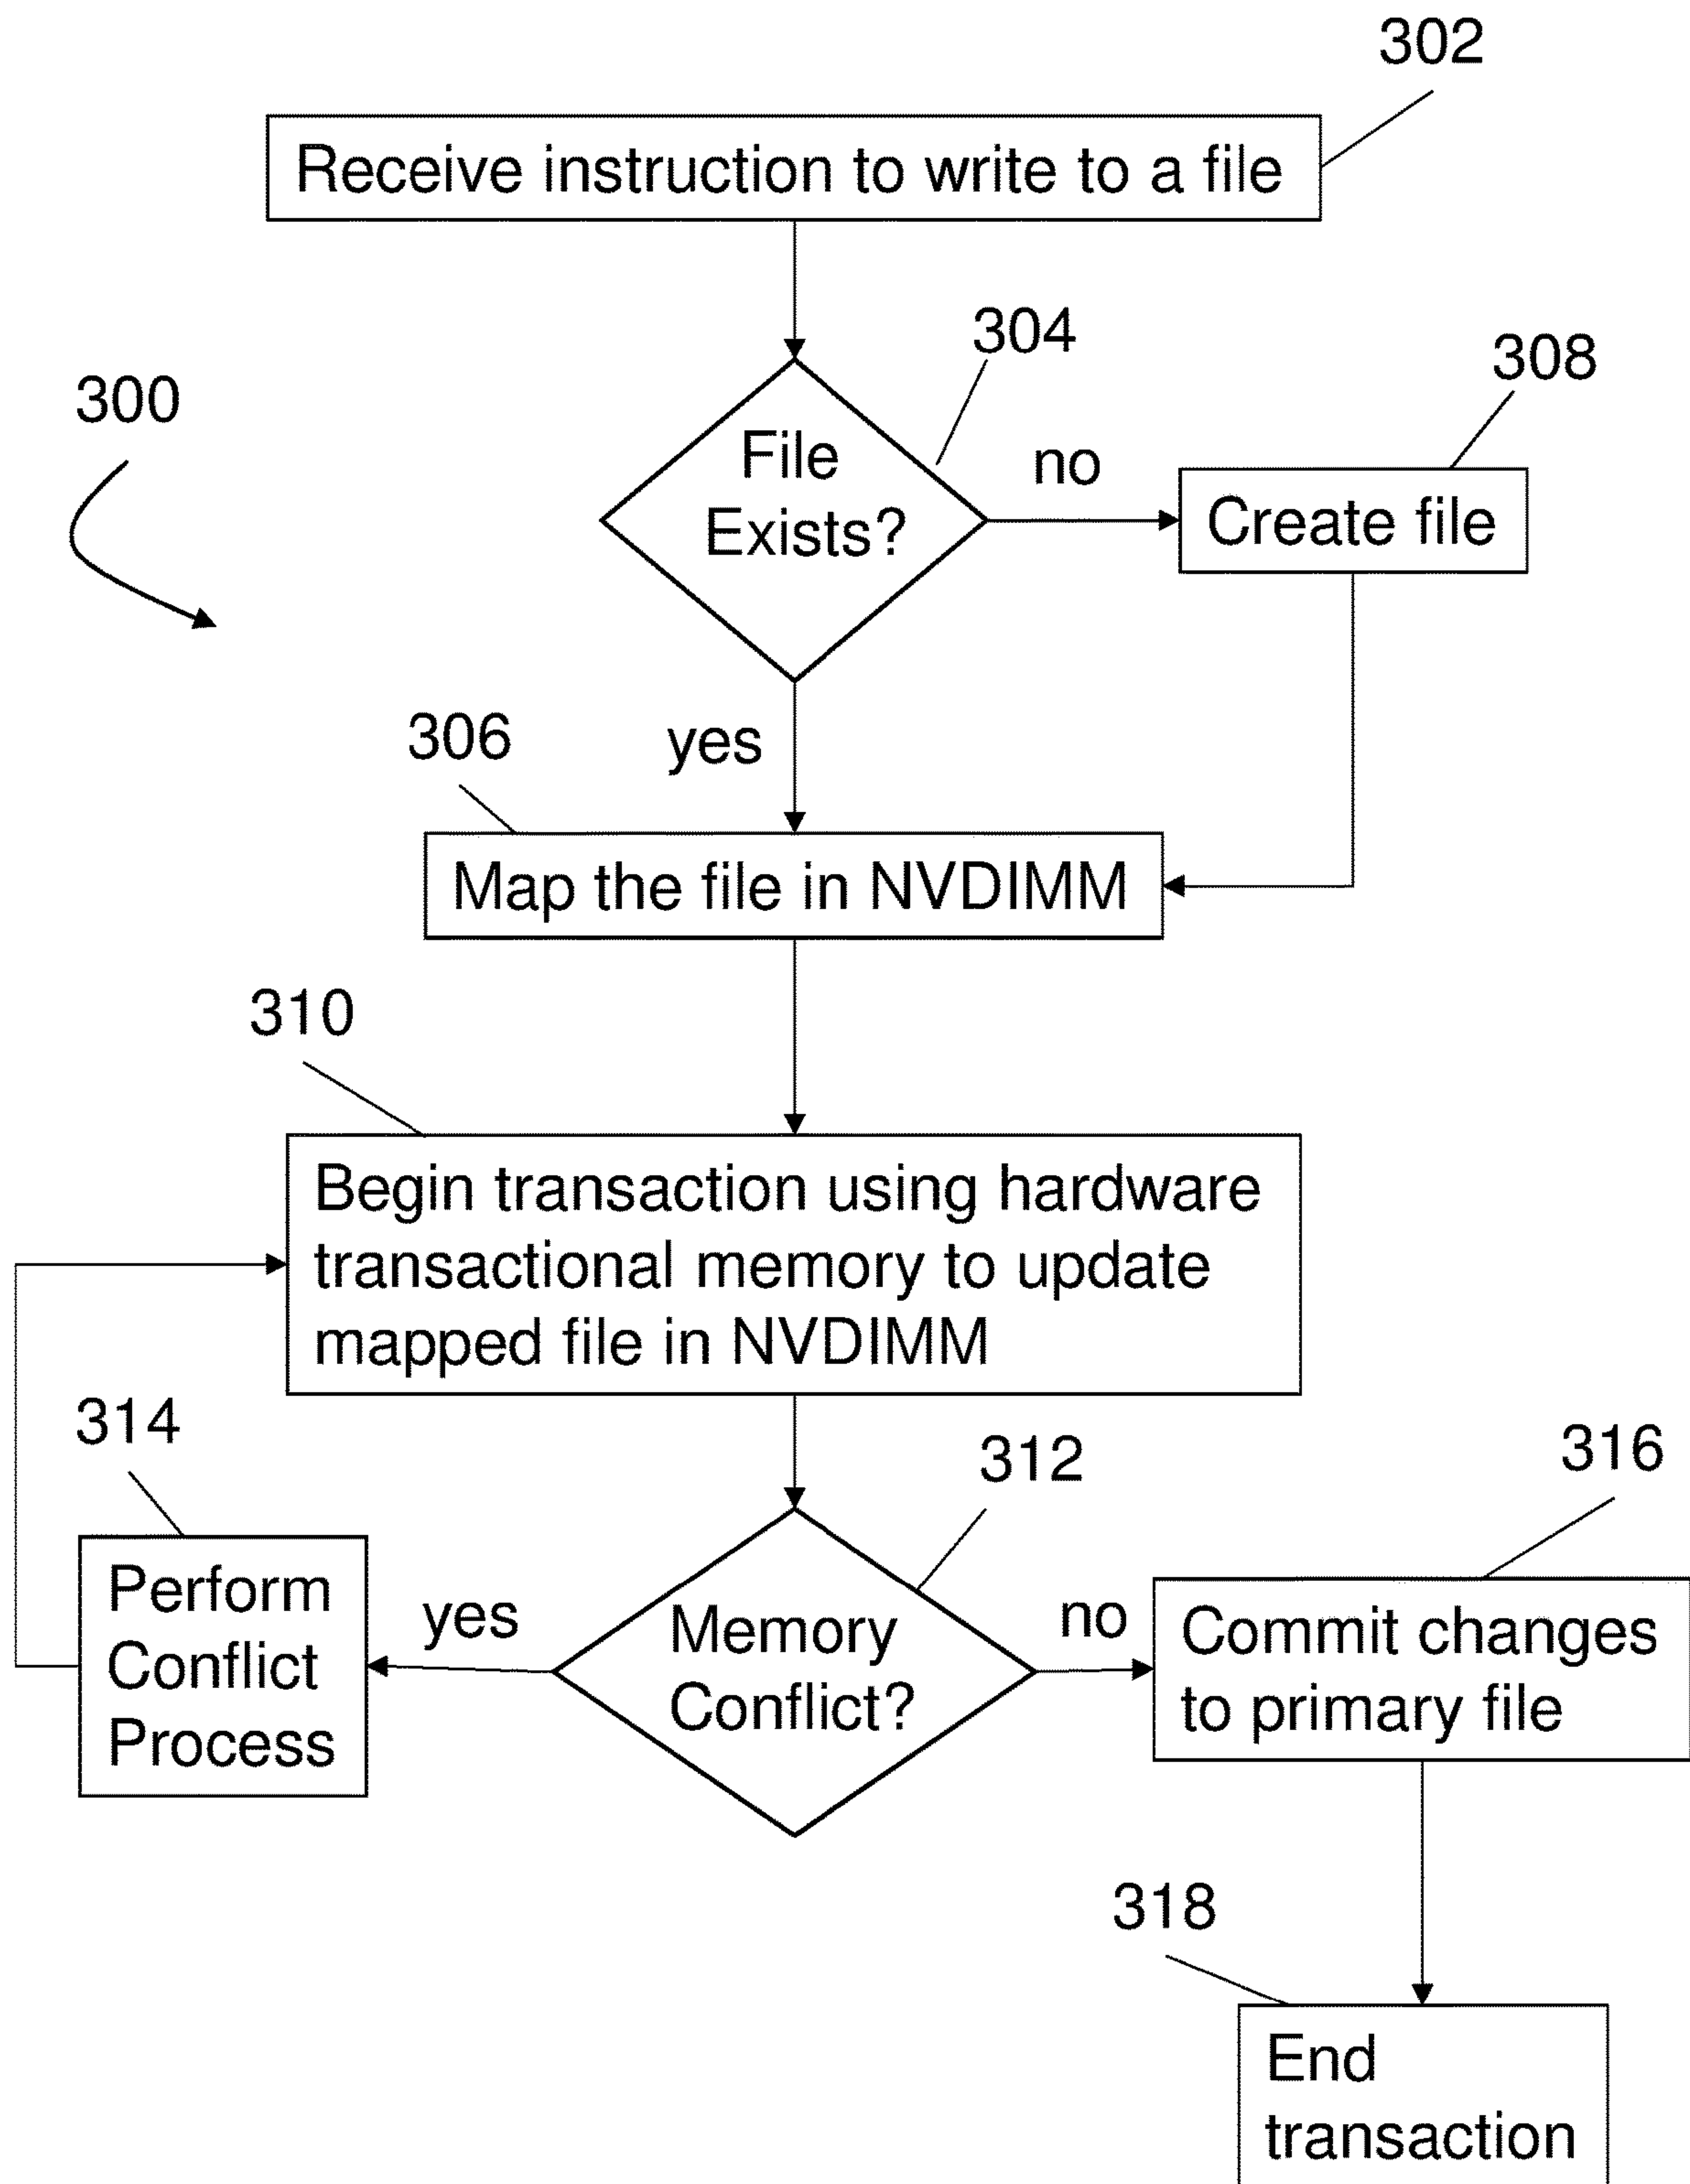 302
Receive instruction to write to a file
304
308
300
File
Exists?
no
Create file
306
yes
Map the file in NVDIMM
310
Begin transaction using hardware
transactional memory to update
mapped file in NVDIMM
314
312
316
Perform
Conflict
Process
yes
Memory
Conflict?
no
Commit changes
to primary file
318
End
transaction